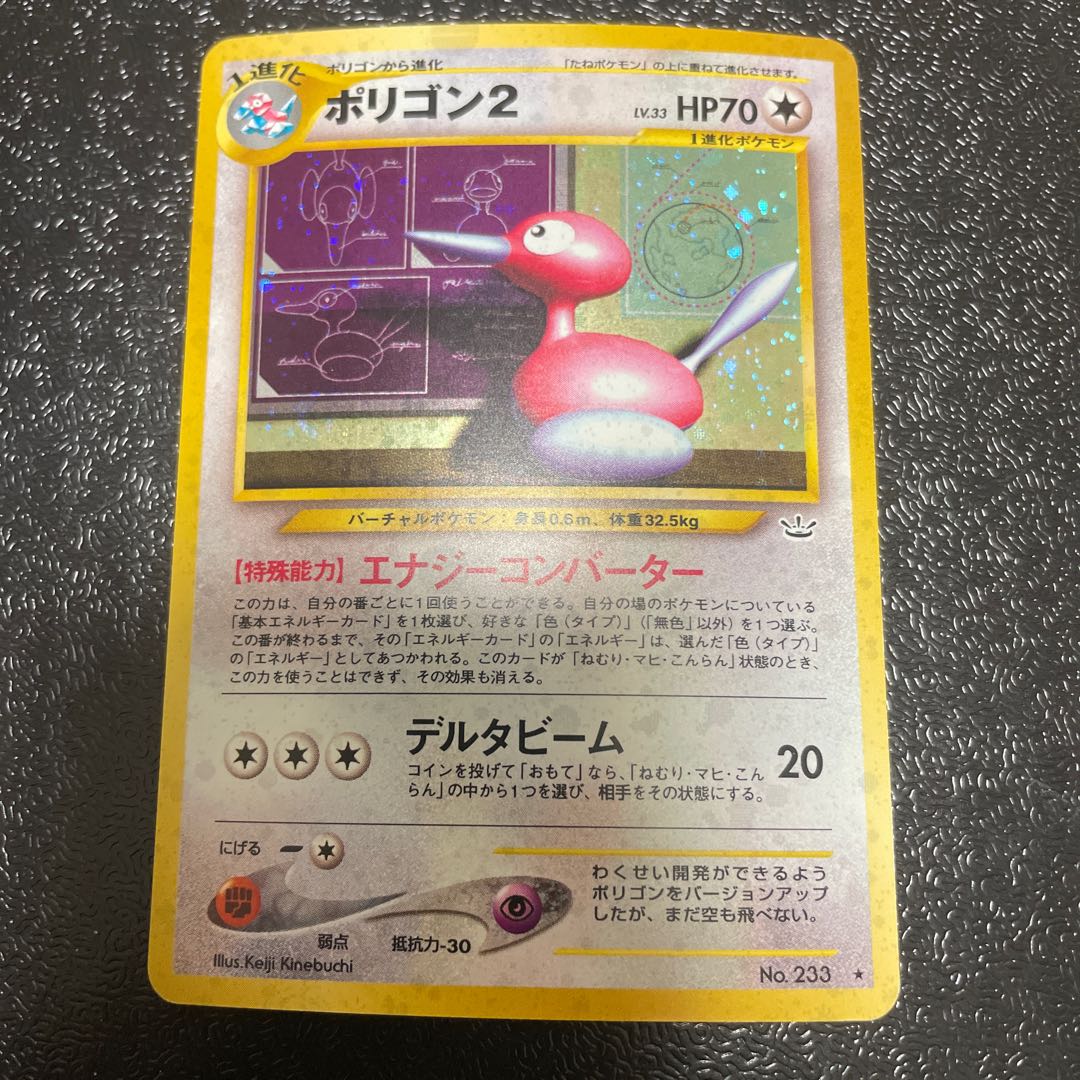 1進化
ポリゴンから進化
「たねポケモン」の上に重ねて進化させます。
ポリゴン2
LV.33 HP70
1進化ポケモン
バーチャルポケモン：身長0.6m、体重32.5kg
【特殊能力】エナジーコンバーター
この力は、自分の番ごとに1回使うことができる。自分の場のポケモンについている
「基本エネルギーカード」を1枚選び、好きな「色（タイプ）」（「無色」以外）を1つ選ぶ。
この番が終わるまで、その「エネルギーカード」の「エネルギー」は、選んだ「色（タイプ）」
の「エネルギー」としてあつかわれる。このカードが「ねむり・マヒ・こんらん」状態のとき、
この力を使うことはできず、その効果も消える。
デルタビーム
コインを投げて「おもて」なら、「ねむり・マヒ・こん
らん」の中から1つを選び、相手をその状態にする。
20
にげる
弱点
抵抗力-30
わくせい開発ができるよう
ポリゴンをバージョンアップ
したが、まだ空も飛べない。
Illus.Keiji Kinebuchi
No. 233 ★